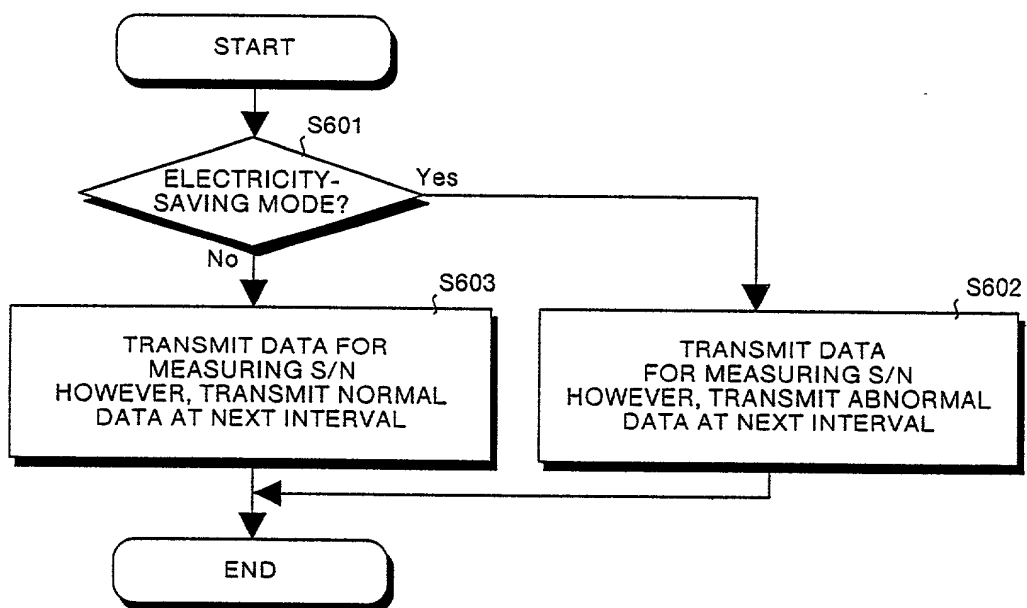 START
S601
ELECTRICITY-
SAVING MODE?
Yes
No
S603
TRANSMIT DATA FOR
MEASURING S/N
HOWEVER, TRANSMIT NORMAL
DATA AT NEXT INTERVAL
S602
TRANSMIT DATA
FOR MEASURING S/N
HOWEVER, TRANSMIT ABNORMAL
DATA AT NEXT INTERVAL
END